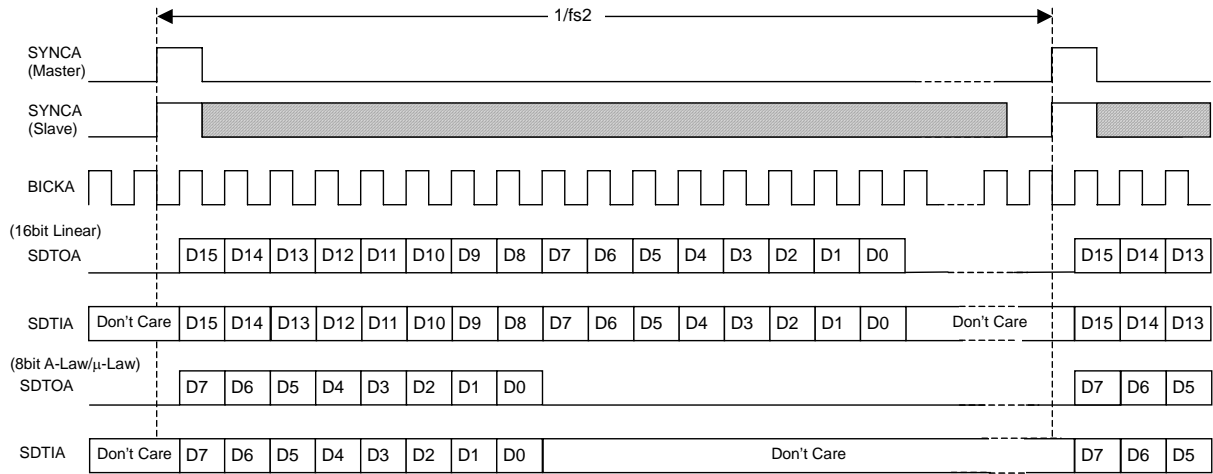 1/fs2
SYNCA
(Master)
SYNCA
(Slave)
BICKA
(16bit Linear)
SDTOA D15 D14 D13 D12 D11 D10 D9 D8 D7 D6 D5 D4 D3 D2 D1 D0 D15 D14 D13
SDTIA Don't Care D15 D14 D13 D12 D11 D10 D9 D8 D7 D6 D5 D4 D3 D2 D1 D0 Don't Care D15 D14 D13
(8bit A-Law/μ-Law)
SDTOA D7 D6 D5 D4 D3 D2 D1 D0 D7 D6 D5
SDTIA Don't Care D7 D6 D5 D4 D3 D2 D1 D0 Don't Care D7 D6 D5